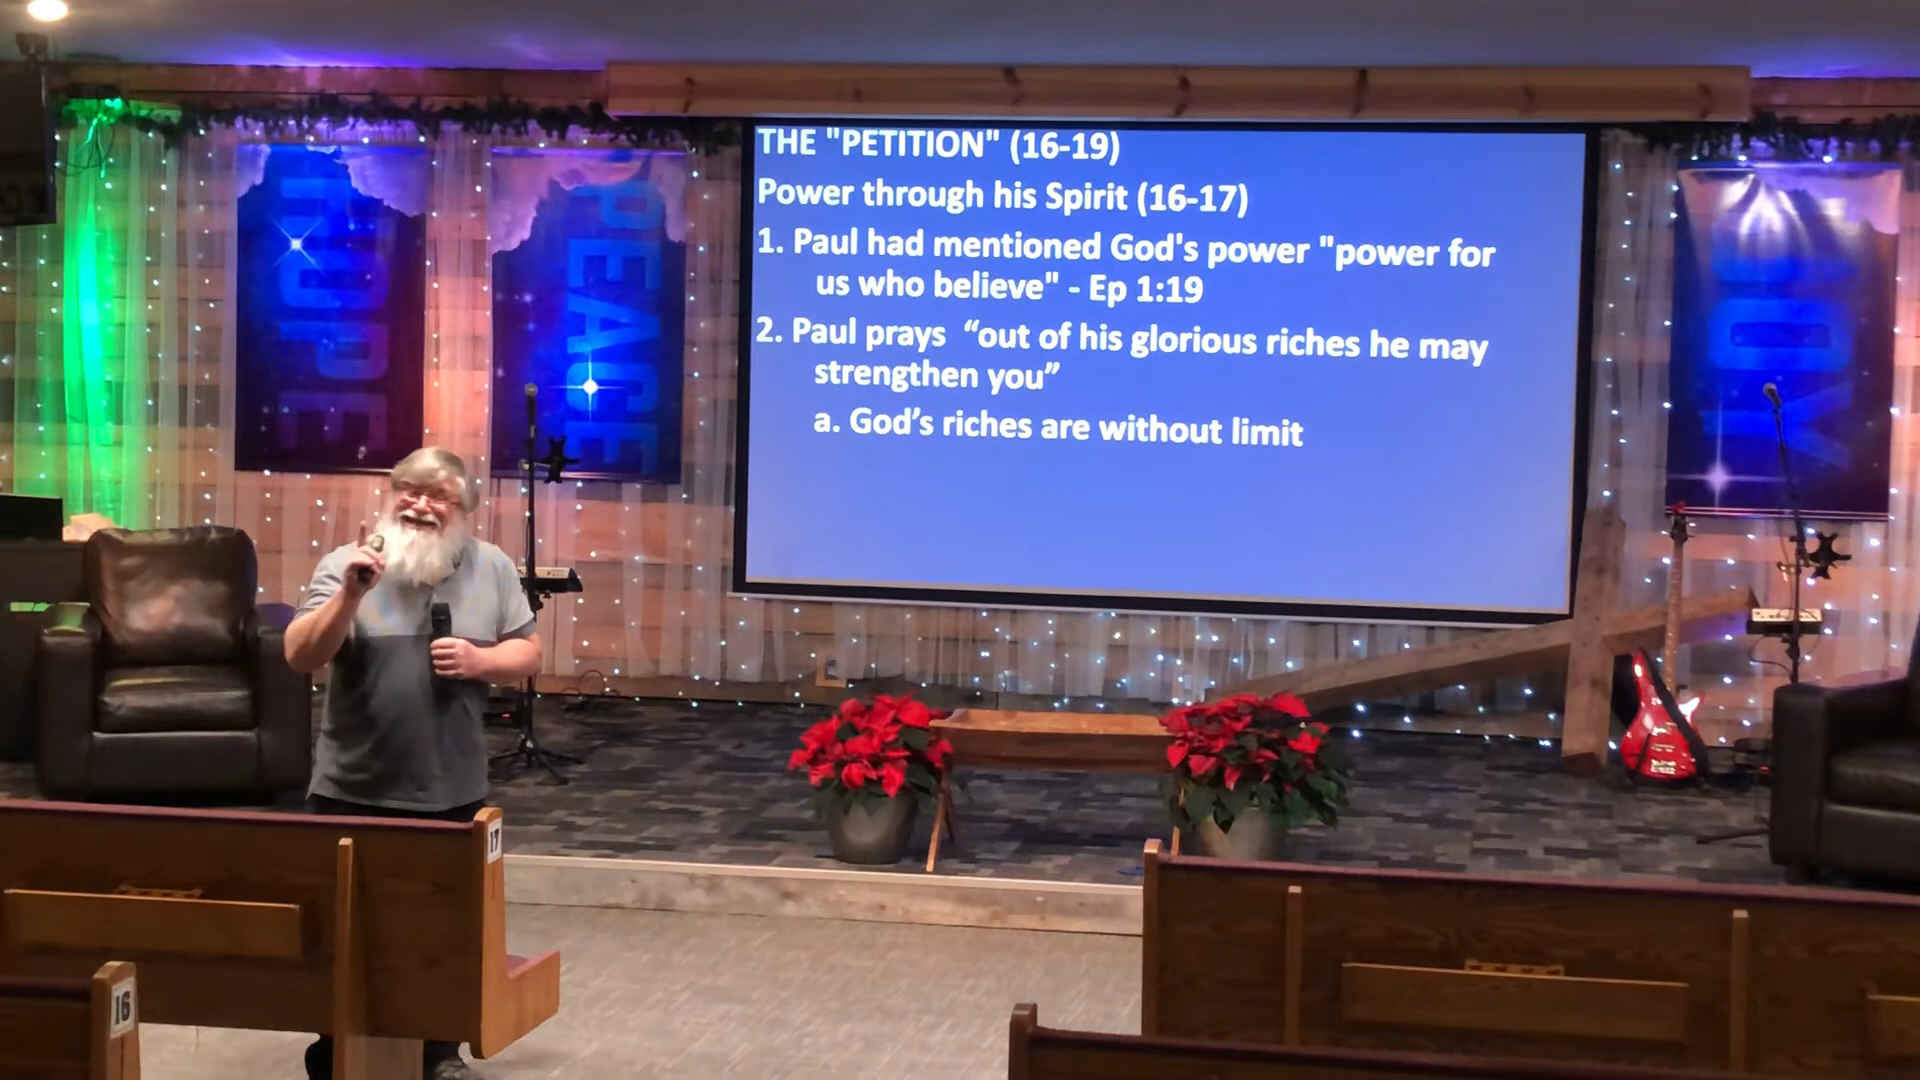 THE "PETITION" (16-19)
Power through his Spirit (16-17)
1. Paul had mentioned God's power "power for
us who believe" - Ep 1:19
2. Paul prays “out of his glorious riches he may
strengthen you”
a. God’s riches are without limit
HOPE
PEACE
JOY
17
16